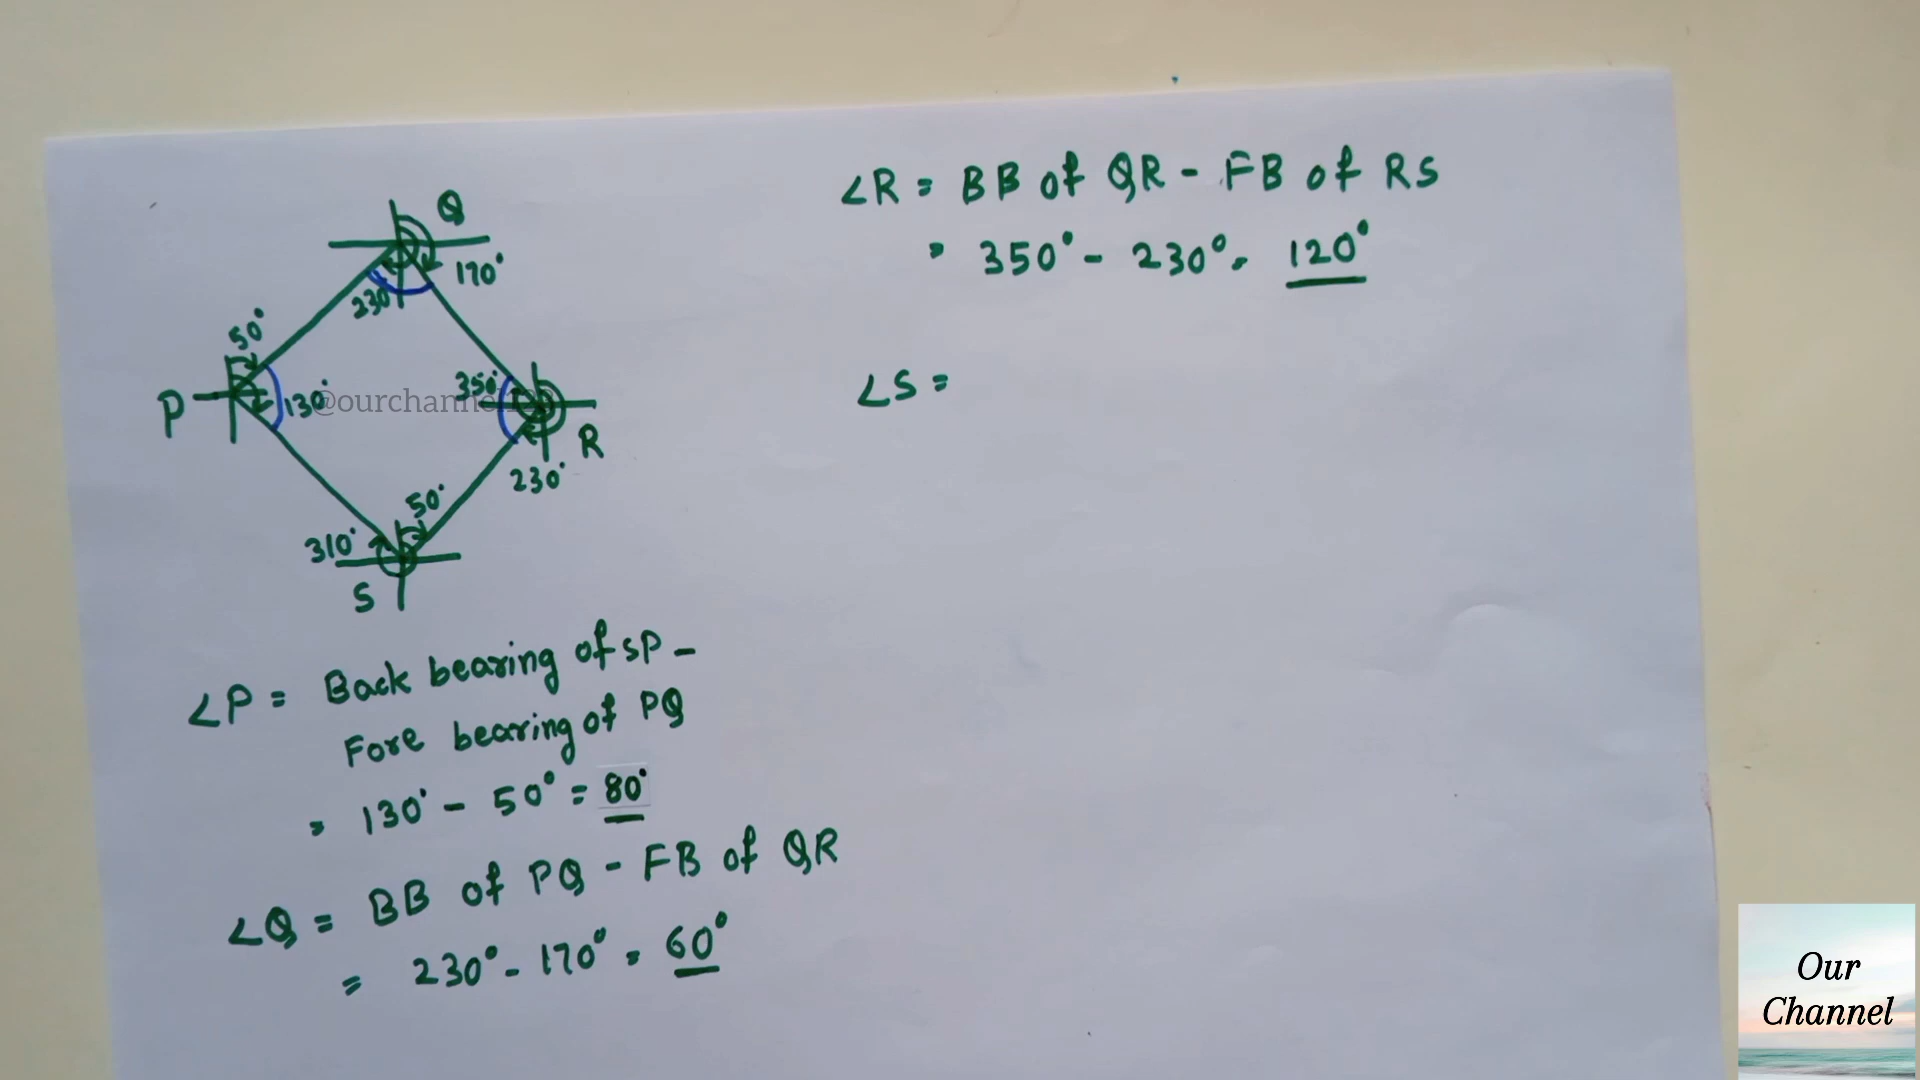 Q
170°
230
50°
P
130°
@ourchannel
350°
R
230°
50°
310°
S
∠P = Back bearing of SP -
Fore bearing of PQ
= 130° - 50° = 80°
∠Q = BB of PQ - FB of QR
= 230° - 170° = 60°
∠R = BB of QR - FB of RS
= 350° - 230° = 120°
∠S =
Our
Channel